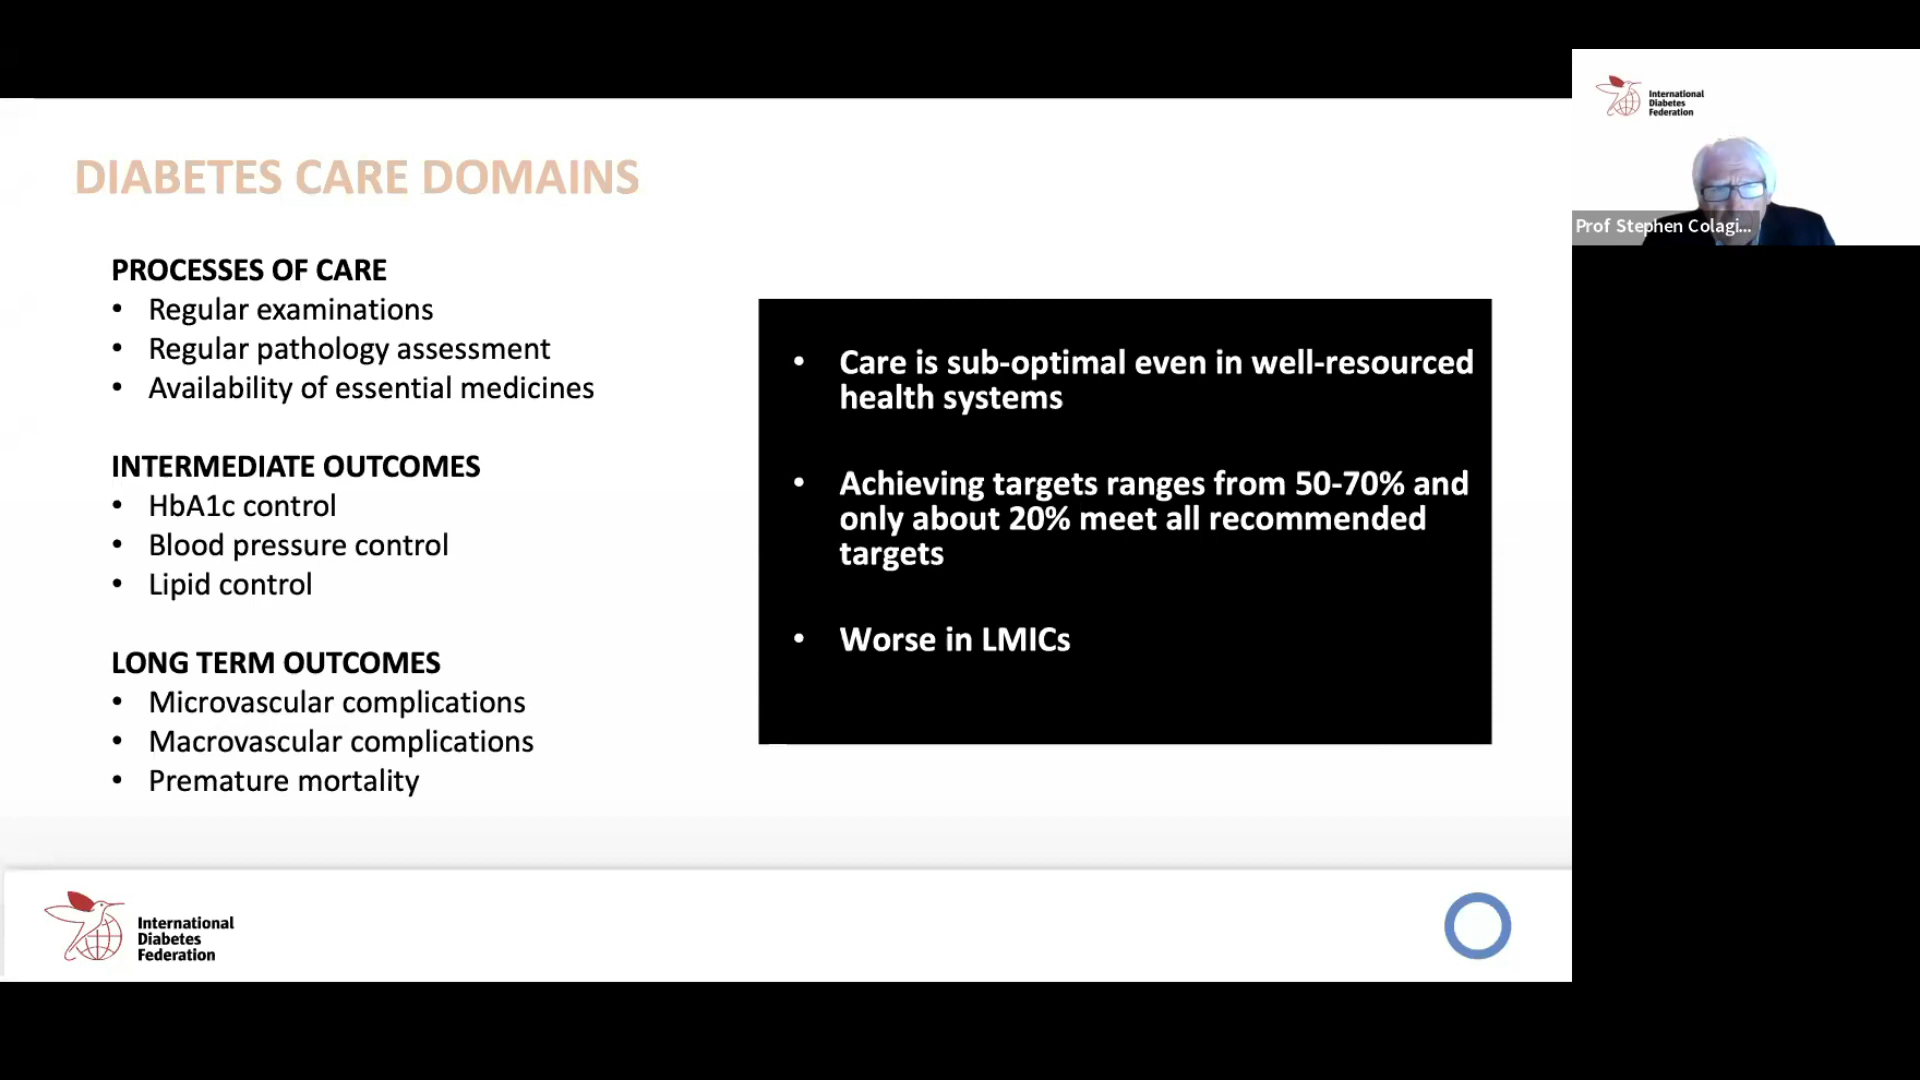 DIABETES CARE DOMAINS
PROCESSES OF CARE
• Regular examinations
• Regular pathology assessment
• Availability of essential medicines
INTERMEDIATE OUTCOMES
• HbA1c control
• Blood pressure control
• Lipid control
LONG TERM OUTCOMES
• Microvascular complications
• Macrovascular complications
• Premature mortality
• Care is sub-optimal even in well-resourced
health systems
• Achieving targets ranges from 50-70% and
only about 20% meet all recommended
targets
• Worse in LMICs
International
Diabetes
Federation
International
Diabetes
Federation
Prof Stephen Colagi...